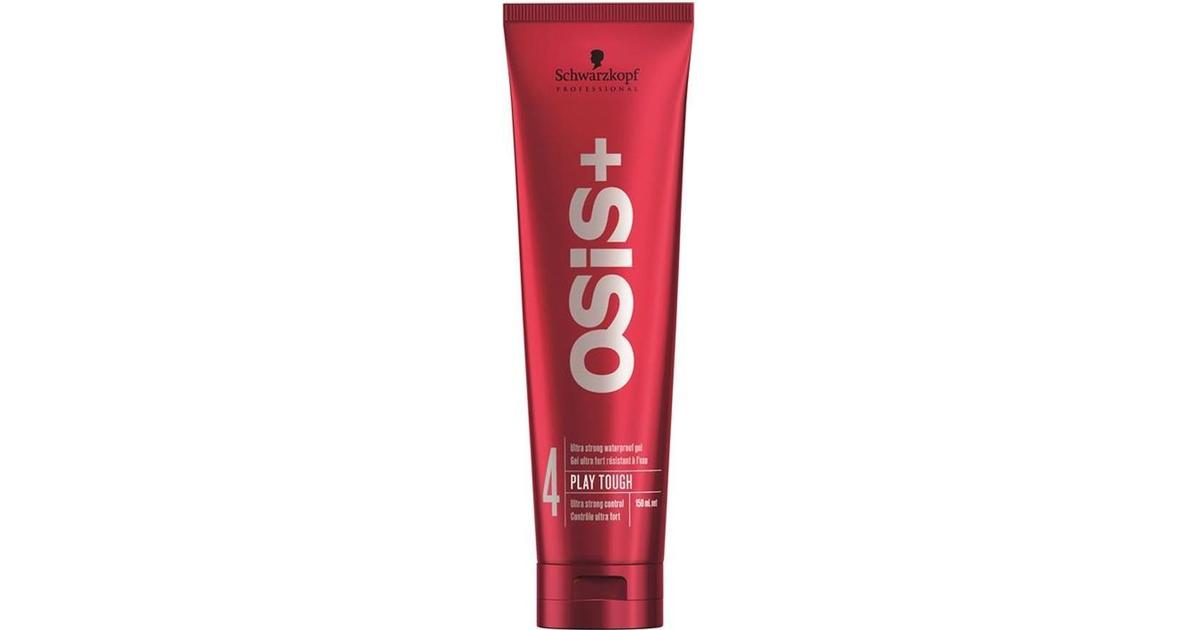 Schwarzkopf
PROFESSIONAL
OSiS+
4
Ultra strong waterproof gel
Gel ultra fort résistant à l'eau
PLAY TOUGH
Ultra strong control
Contrôle ultra fort
150 mL net